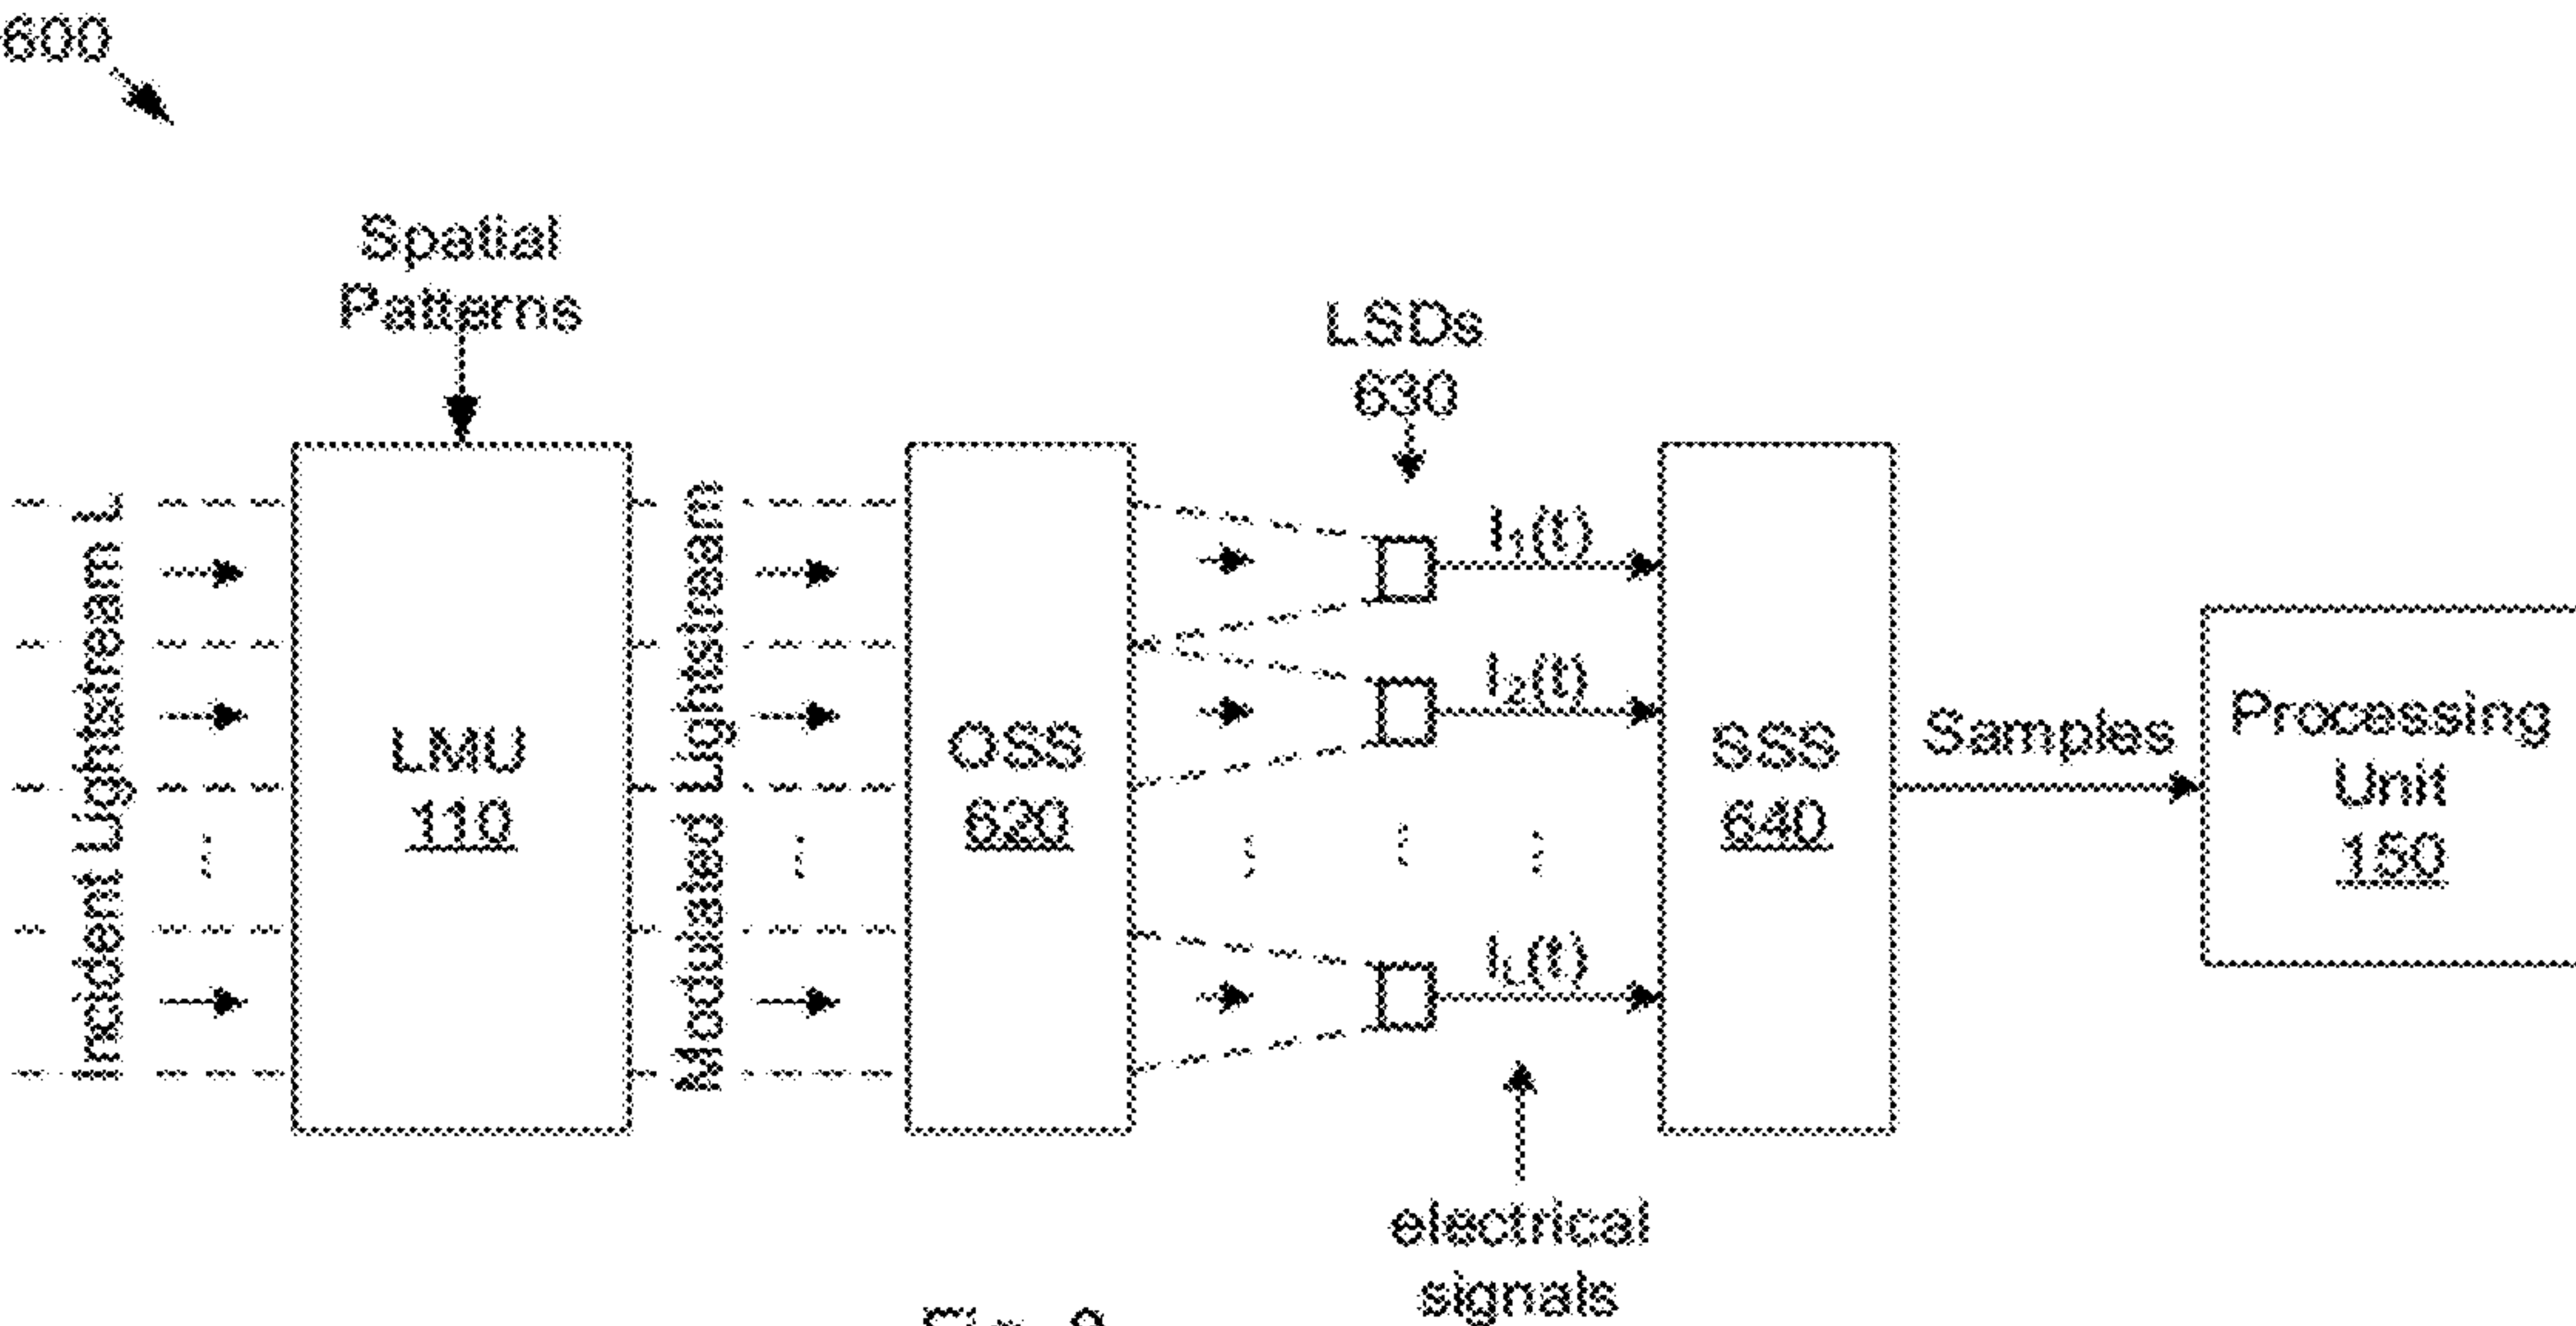 600
Spatial
Patterns
LSDs
630
Incident Lightstream L
LMU
110
Modulated Lightstream
OSS
620
I₁(t)
I₂(t)
I_L(t)
SSS
640
Samples
Processing
Unit
150
electrical
signals